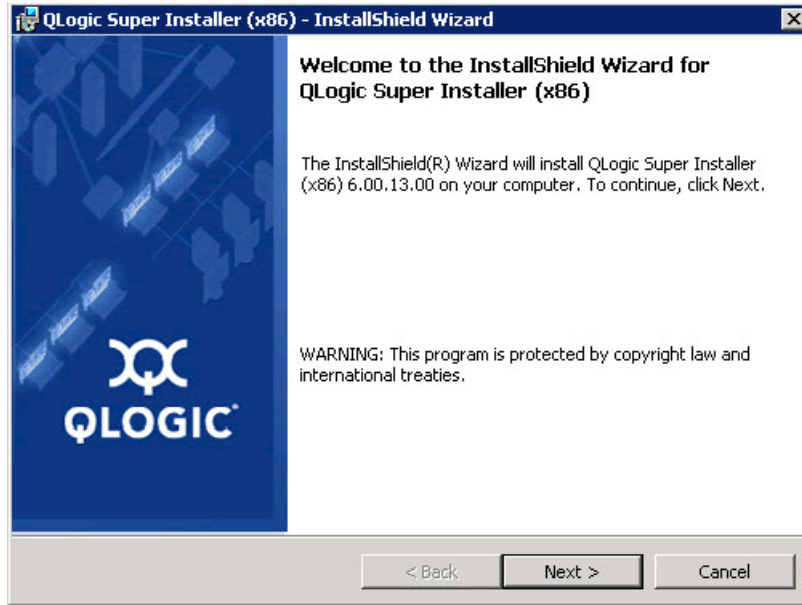 QLogic Super Installer (x86) - InstallShield Wizard
Welcome to the InstallShield Wizard for
QLogic Super Installer (x86)
The InstallShield(R) Wizard will install QLogic Super Installer
(x86) 6.00.13.00 on your computer. To continue, click Next.
WARNING: This program is protected by copyright law and
international treaties.
QLOGIC
< Back
Next >
Cancel